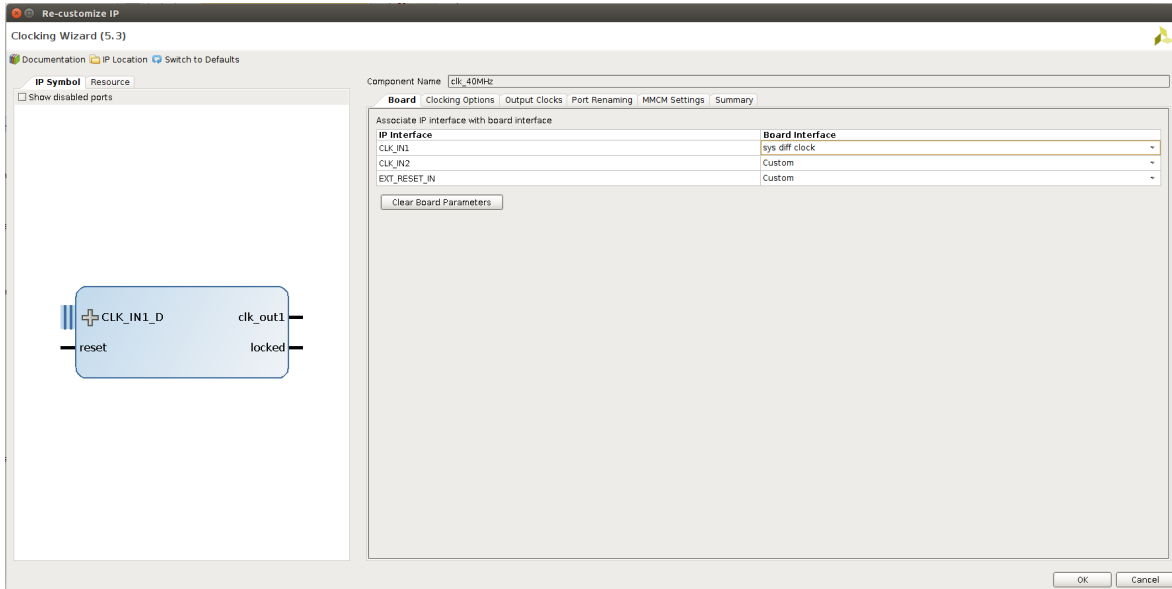 Re-customize IP
Clocking Wizard (5.3)
Documentation IP Location Switch to Defaults
IP Symbol Resource
Show disabled ports
CLK_IN1_D clk_out1
reset locked
Component Name clk_40MHz
Board Clocking Options Output Clocks Port Renaming MMCM Settings Summary
Associate IP interface with board interface
IP Interface Board Interface
CLK_IN1 sys diff clock
CLK_IN2 Custom
EXT_RESET_IN Custom
Clear Board Parameters
OK Cancel